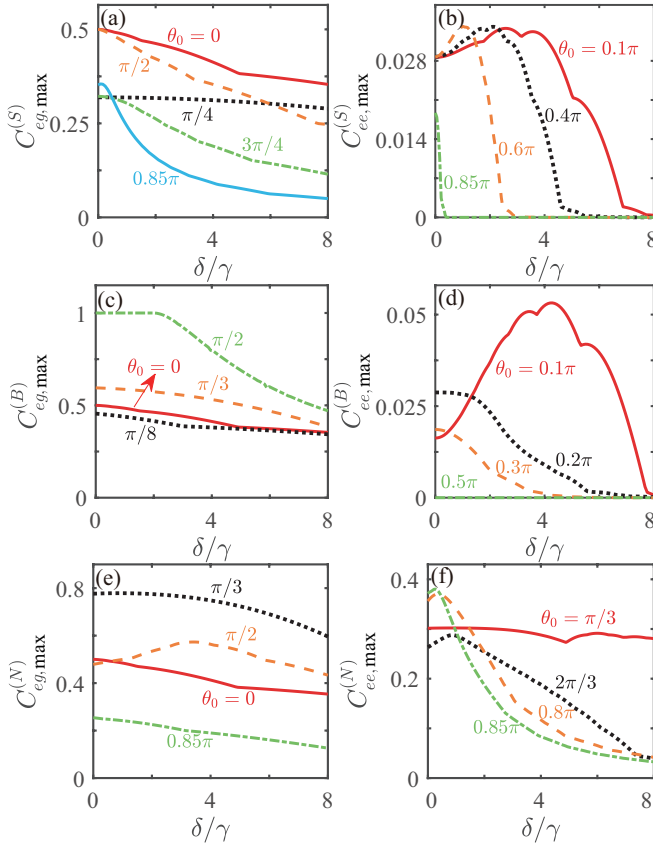 (a)
θ₀ = 0
π/2
π/4
3π/4
0.85π
0.5
0.25
0
C^{(S)}_{eg,max}
0 4 8
δ/γ
(b)
θ₀ = 0.1π
0.4π
0.6π
0.85π
0.028
0.014
0
C^{(S)}_{ee,max}
0 4 8
δ/γ
(c)
θ₀ = 0
π/2
π/3
π/8
1
0.5
0
C^{(B)}_{eg,max}
0 4 8
δ/γ
(d)
θ₀ = 0.1π
0.2π
0.3π
0.5π
0.05
0.025
0
C^{(B)}_{ee,max}
0 4 8
δ/γ
(e)
π/3
π/2
θ₀ = 0
0.85π
0.8
0.4
0
C^{(N)}_{eg,max}
0 4 8
δ/γ
(f)
θ₀ = π/3
2π/3
0.8π
0.85π
0.4
0.2
0
C^{(N)}_{ee,max}
0 4 8
δ/γ